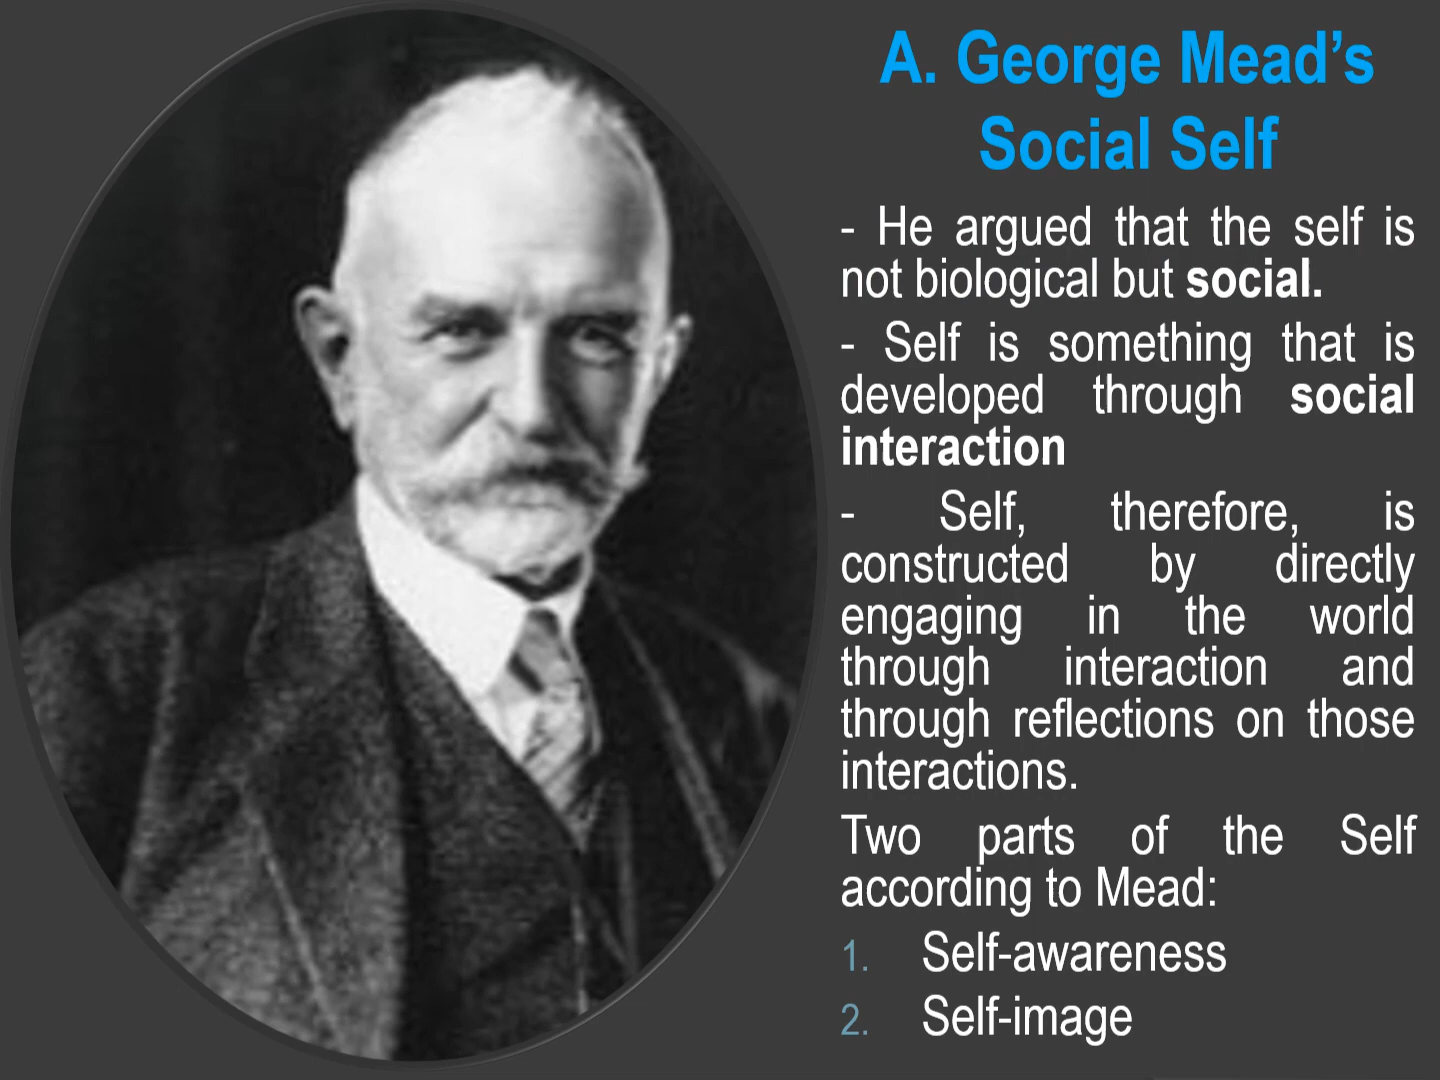 A. George Mead’s
Social Self
- He argued that the self is
not biological but social.
- Self is something that is
developed through social
interaction
- Self, therefore, is
constructed by directly
engaging in the world
through interaction and
through reflections on those
interactions.
Two parts of the Self
according to Mead:
1. Self-awareness
2. Self-image